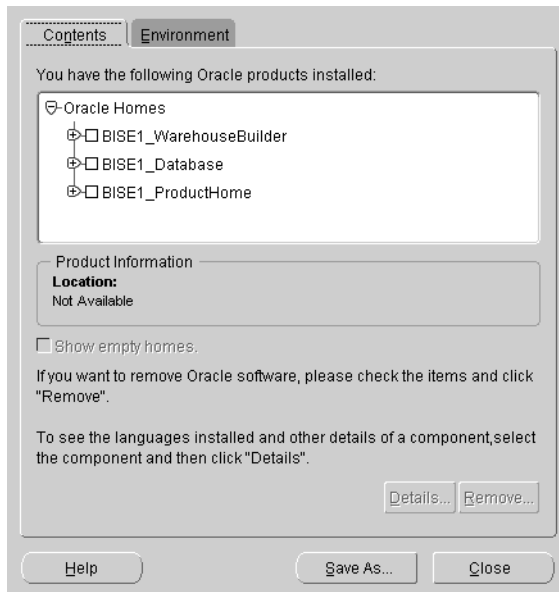 Contents Environment
You have the following Oracle products installed:
Oracle Homes
BISE1_WarehouseBuilder
BISE1_Database
BISE1_ProductHome
Product Information
Location:
Not Available
Show empty homes.
If you want to remove Oracle software, please check the items and click
"Remove".
To see the languages installed and other details of a component,select
the component and then click "Details".
Details... Remove...
Help Save As... Close